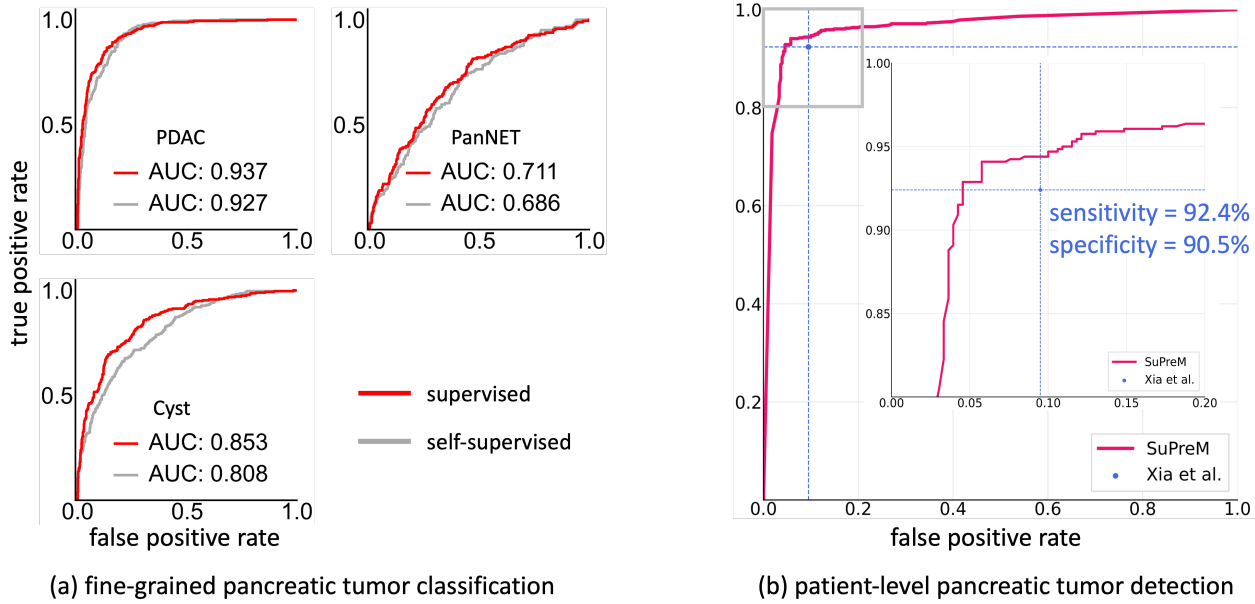 true positive rate
1.0
0.5
PDAC
AUC: 0.937
AUC: 0.927
0.0 0.5 1.0
1.0
0.5
PanNET
AUC: 0.711
AUC: 0.686
0.0 0.5 1.0
1.0
0.5
Cyst
AUC: 0.853
AUC: 0.808
0.0 0.5 1.0
false positive rate
supervised
self-supervised
(a) fine-grained pancreatic tumor classification
1.0
0.8
0.6
0.4
0.2
1.00
0.95
0.90
0.85
sensitivity = 92.4%
specificity = 90.5%
SuPreM
Xia et al.
0.00 0.05 0.10 0.15 0.20
SuPreM
Xia et al.
0.0 0.2 0.4 0.6 0.8 1.0
false positive rate
(b) patient-level pancreatic tumor detection